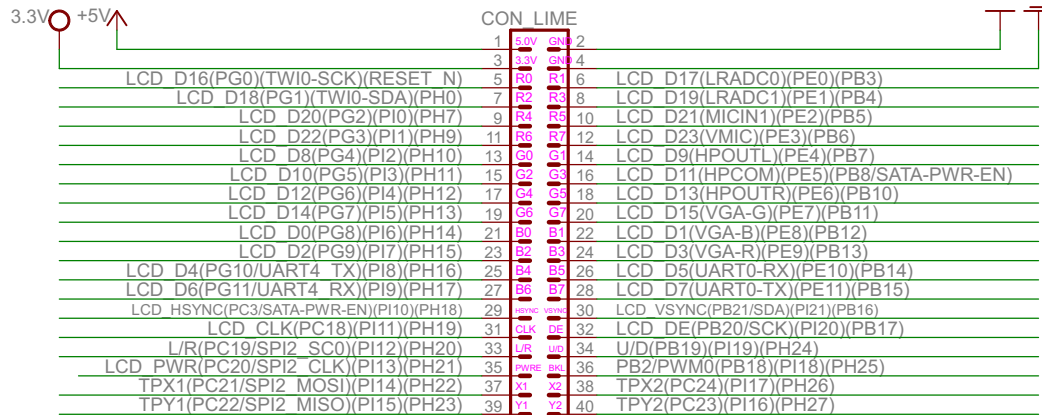 3.3V +5V CON_LIME
1 5.0V GND 2
3 3.3V GND 4
LCD_D16(PG0)(TWI0-SCK)(RESET_N) 5 R0 R1 6 LCD_D17(LRADC0)(PE0)(PB3)
LCD_D18(PG1)(TWI0-SDA)(PH0) 7 R2 R3 8 LCD_D19(LRADC1)(PE1)(PB4)
LCD_D20(PG2)(PI0)(PH7) 9 R4 R5 10 LCD_D21(MICIN1)(PE2)(PB5)
LCD_D22(PG3)(PI1)(PH9) 11 R6 R7 12 LCD_D23(VMIC)(PE3)(PB6)
LCD_D8(PG4)(PI2)(PH10) 13 G0 G1 14 LCD_D9(HPOUTL)(PE4)(PB7)
LCD_D10(PG5)(PI3)(PH11) 15 G2 G3 16 LCD_D11(HPCOM)(PE5)(PB8/SATA-PWR-EN)
LCD_D12(PG6)(PI4)(PH12) 17 G4 G5 18 LCD_D13(HPOUTR)(PE6)(PB10)
LCD_D14(PG7)(PI5)(PH13) 19 G6 G7 20 LCD_D15(VGA-G)(PE7)(PB11)
LCD_D0(PG8)(PI6)(PH14) 21 B0 B1 22 LCD_D1(VGA-B)(PE8)(PB12)
LCD_D2(PG9)(PI7)(PH15) 23 B2 B3 24 LCD_D3(VGA-R)(PE9)(PB13)
LCD_D4(PG10/UART4_TX)(PI8)(PH16) 25 B4 B5 26 LCD_D5(UART0-RX)(PE10)(PB14)
LCD_D6(PG11/UART4_RX)(PI9)(PH17) 27 B6 B7 28 LCD_D7(UART0-TX)(PE11)(PB15)
LCD_HSYNC(PC3/SATA-PWR-EN)(PI10)(PH18) 29 HSYNC VSYNC 30 LCD_VSYNC(PB21/SDA)(PI21)(PB16)
LCD_CLK(PC18)(PI11)(PH19) 31 CLK DE 32 LCD_DE(PB20/SCK)(PI20)(PB17)
L/R(PC19/SPI2_SC0)(PI12)(PH20) 33 L/R U/D 34 U/D(PB19)(PI19)(PH24)
LCD_PWR(PC20/SPI2_CLK)(PI13)(PH21) 35 PWRE BKL 36 PB2/PWM0(PB18)(PI18)(PH25)
TPX1(PC21/SPI2_MOSI)(PI14)(PH22) 37 X1 X2 38 TPX2(PC24)(PI17)(PH26)
TPY1(PC22/SPI2_MISO)(PI15)(PH23) 39 Y1 Y2 40 TPY2(PC23)(PI16)(PH27)